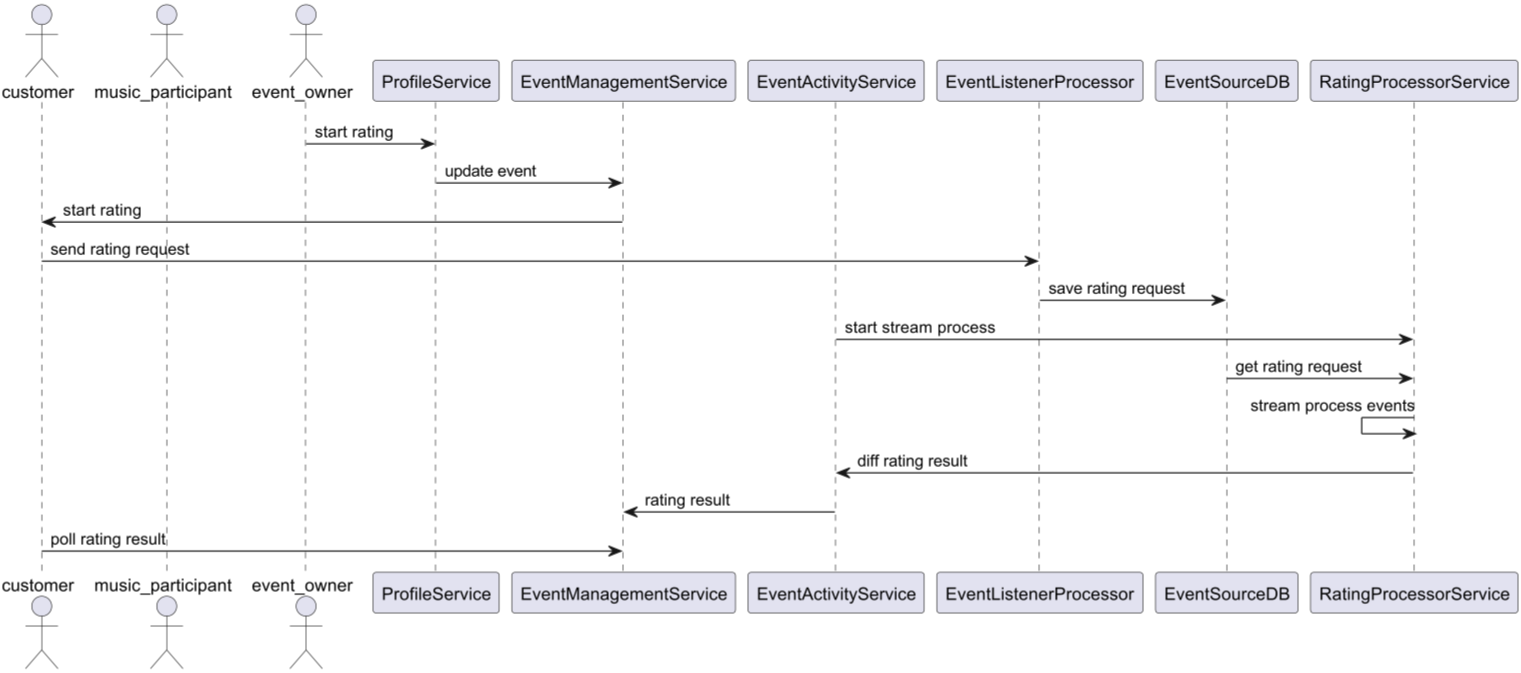 customer music_participant event_owner ProfileService EventManagementService EventActivityService EventListenerProcessor EventSourceDB RatingProcessorService
start rating
update event
start rating
send rating request
save rating request
start stream process
get rating request
stream process events
diff rating result
rating result
poll rating result
customer music_participant event_owner ProfileService EventManagementService EventActivityService EventListenerProcessor EventSourceDB RatingProcessorService